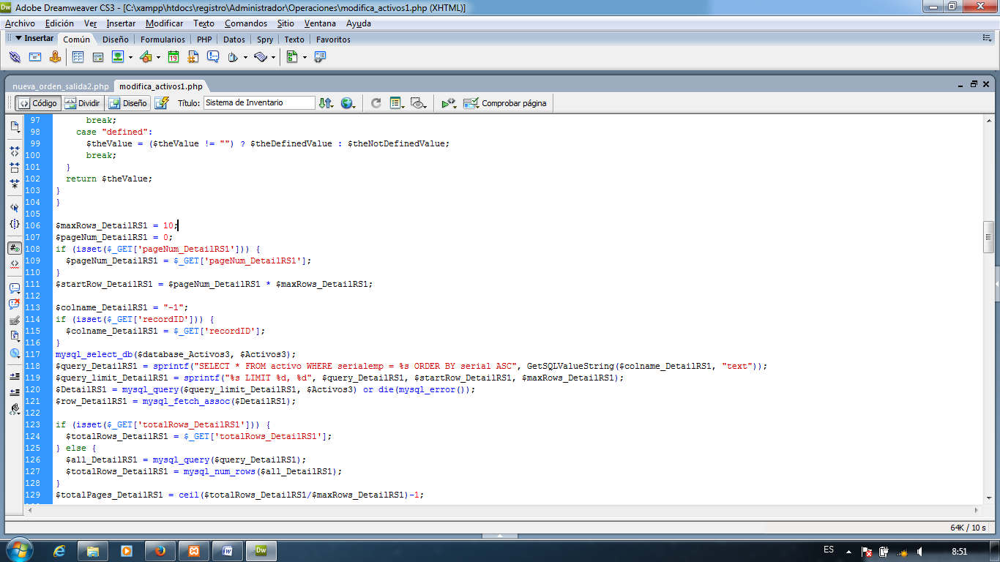 Adobe Dreamweaver CS3 - [C:\xampp\htdocs\registro\Administrador\Operaciones\modifica_activos1.php (XHTML)]
Archivo Edición Ver Insertar Modificar Texto Comandos Sitio Ventana Ayuda
Insertar Común Diseño Formularios PHP Datos Spry Texto Favoritos
nueva_orden_salida2.php modifica_activos1.php
Código Dividir Diseño Título: Sistema de Inventario Comprobar página
97 break;
98 case "defined":
99 $theValue = ($theValue != "") ? $theDefinedValue : $theNotDefinedValue;
100 break;
101 }
102 return $theValue;
103 }
104 }
105
106 $maxRows_DetailRS1 = 10;
107 $pageNum_DetailRS1 = 0;
108 if (isset($_GET['pageNum_DetailRS1'])) {
109 $pageNum_DetailRS1 = $_GET['pageNum_DetailRS1'];
110 }
111 $startRow_DetailRS1 = $pageNum_DetailRS1 * $maxRows_DetailRS1;
112
113 $colname_DetailRS1 = "-1";
114 if (isset($_GET['recordID'])) {
115 $colname_DetailRS1 = $_GET['recordID'];
116 }
117 mysql_select_db($database_Activos3, $Activos3);
118 $query_DetailRS1 = sprintf("SELECT * FROM activo WHERE serialemp = %s ORDER BY serial ASC", GetSQLValueString($colname_DetailRS1, "text"));
119 $query_limit_DetailRS1 = sprintf("%s LIMIT %d, %d", $query_DetailRS1, $startRow_DetailRS1, $maxRows_DetailRS1);
120 $DetailRS1 = mysql_query($query_limit_DetailRS1, $Activos3) or die(mysql_error());
121 $row_DetailRS1 = mysql_fetch_assoc($DetailRS1);
122
123 if (isset($_GET['totalRows_DetailRS1'])) {
124 $totalRows_DetailRS1 = $_GET['totalRows_DetailRS1'];
125 } else {
126 $all_DetailRS1 = mysql_query($query_DetailRS1);
127 $totalRows_DetailRS1 = mysql_num_rows($all_DetailRS1);
128 }
129 $totalPages_DetailRS1 = ceil($totalRows_DetailRS1/$maxRows_DetailRS1)-1;
64K / 10 s
ES 8:51